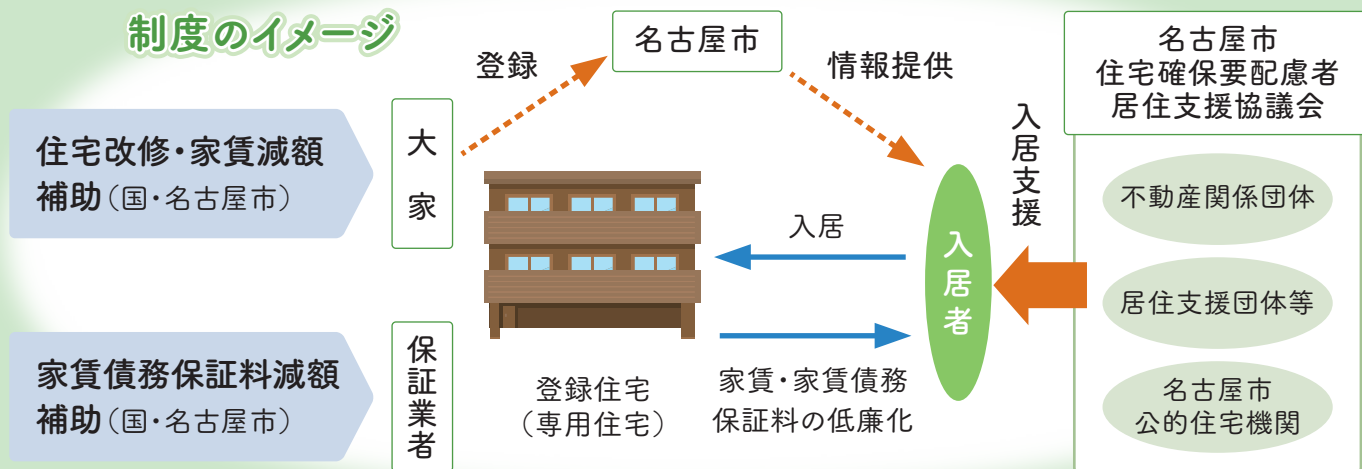 制度のイメージ
名古屋市
登録
情報提供
住宅改修・家賃減額
補助(国・名古屋市)
大家
家賃債務保証料減額
補助(国・名古屋市)
保証業者
登録住宅
(専用住宅)
入居
家賃・家賃債務
保証料の低廉化
入居者
入居支援
名古屋市
住宅確保要配慮者
居住支援協議会
不動産関係団体
居住支援団体等
名古屋市
公的住宅機関